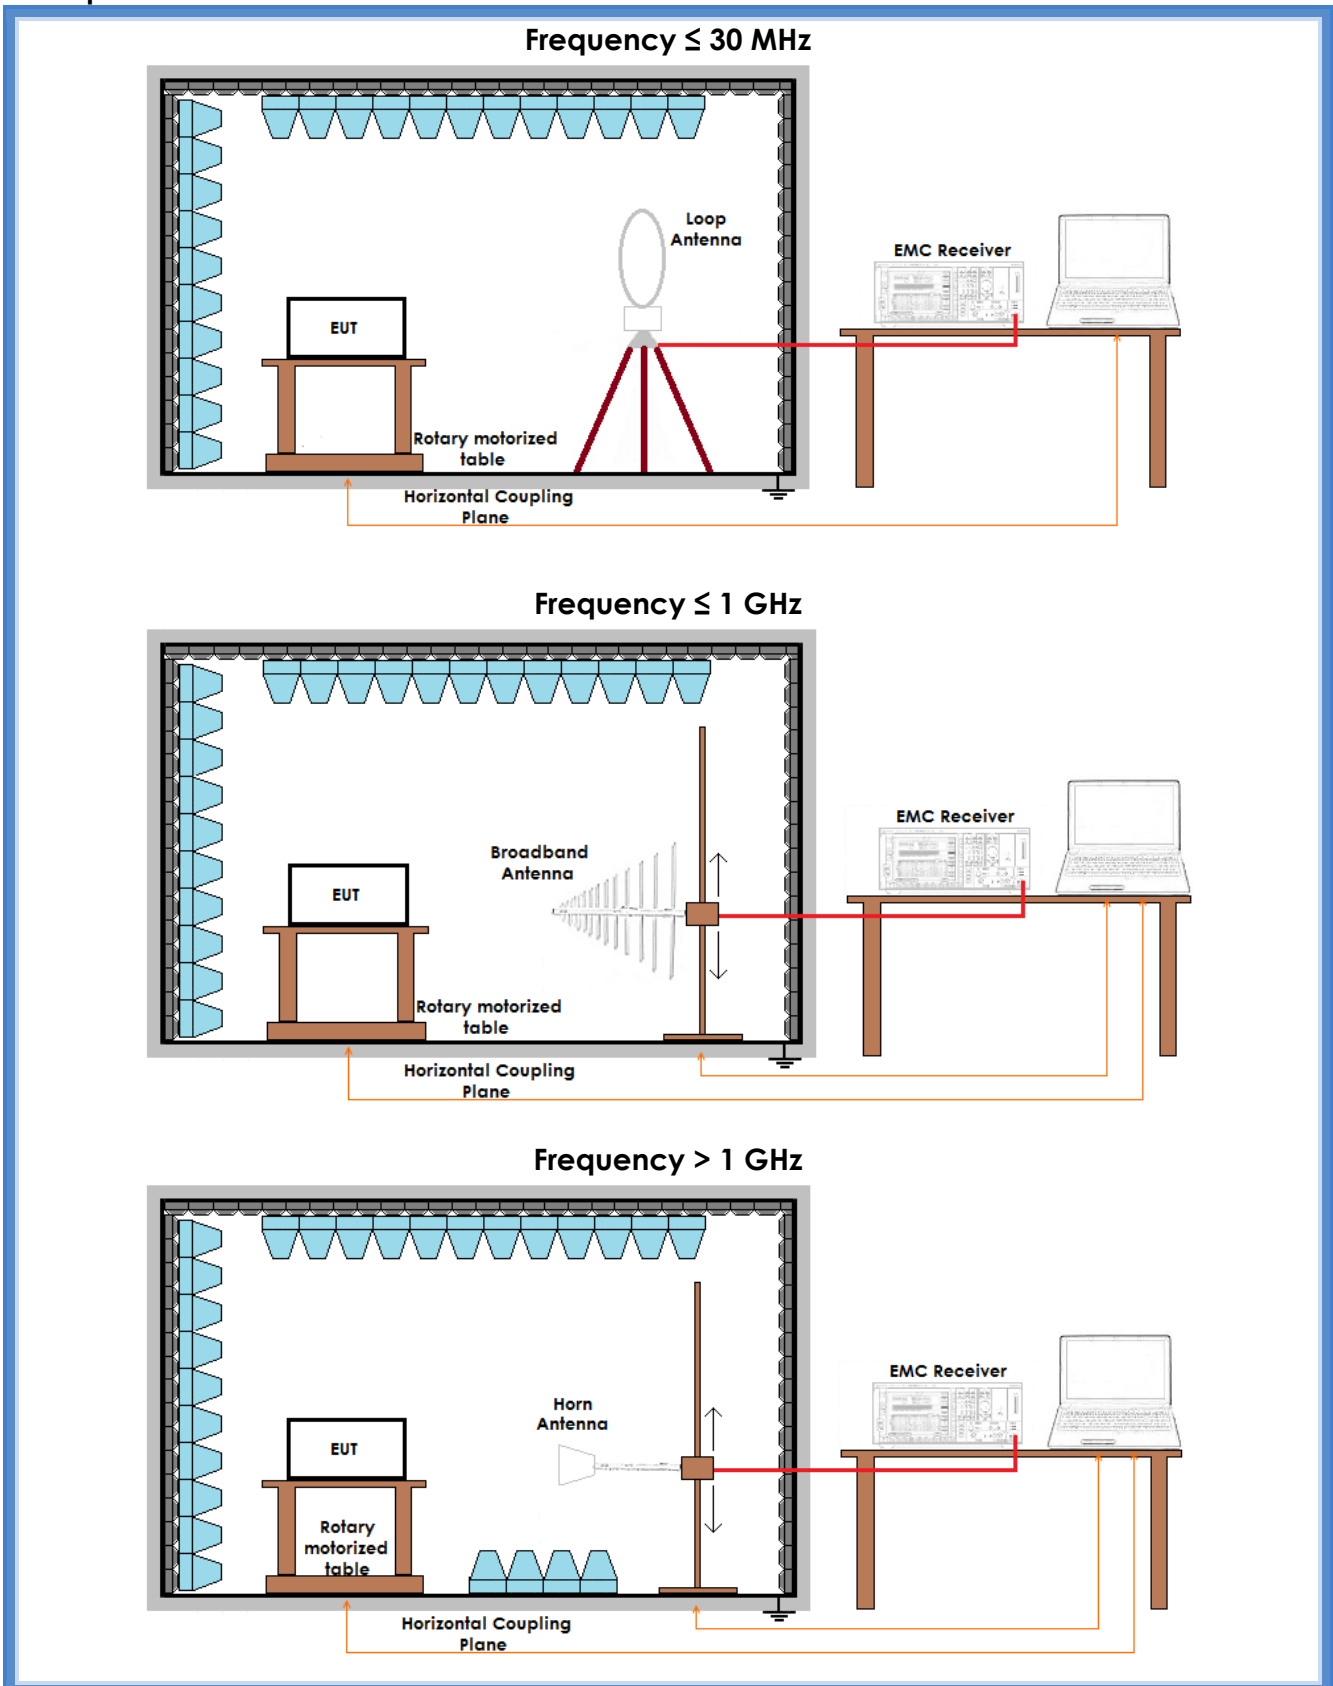 Frequency ≤ 30 MHz
Loop
Antenna
EMC Receiver
EUT
Rotary motorized
table
Horizontal Coupling
Plane
Frequency ≤ 1 GHz
EMC Receiver
Broadband
Antenna
EUT
Rotary motorized
table
Horizontal Coupling
Plane
Frequency > 1 GHz
EMC Receiver
Horn
Antenna
EUT
Rotary
motorized
table
Horizontal Coupling
Plane